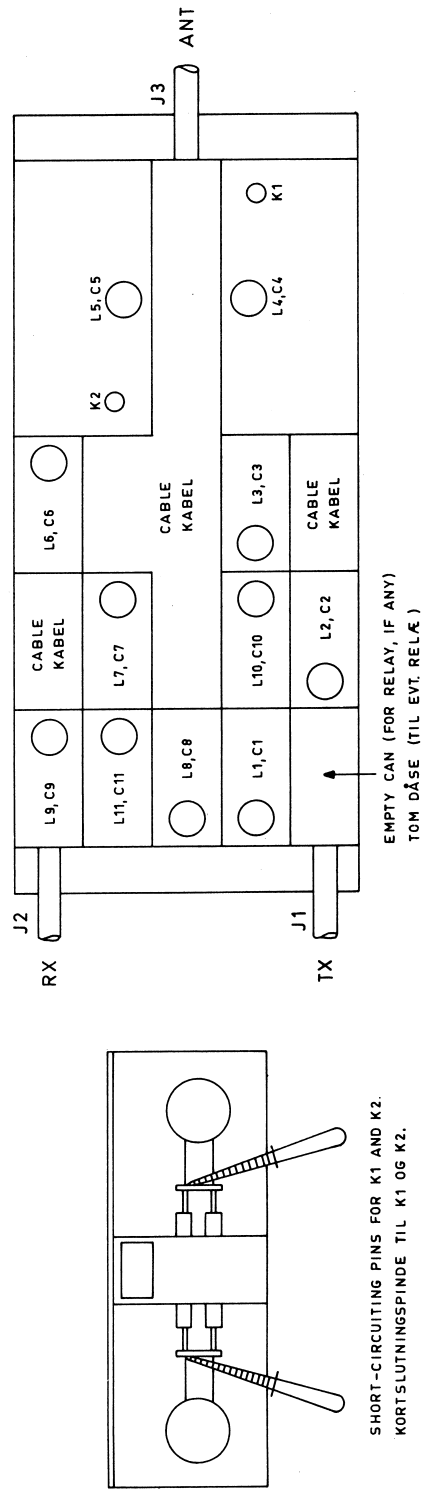 SHORT-CIRCUITING PINS FOR K1 AND K2.
KORTSLUTNINGSPINDE TIL K1 OG K2.
J2
RX
J1
TX
L9, C9
CABLE
KABEL
L6, C6
K2
L5, C5
J3
ANT
L11, C11
L7, C7
L8, C8
CABLE
KABEL
L1, C1
L10, C10
L3, C3
L4, C4
K1
L2, C2
CABLE
KABEL
EMPTY CAN (FOR RELAY, IF ANY)
TOM DÅSE (TIL EVT. RELÆ)